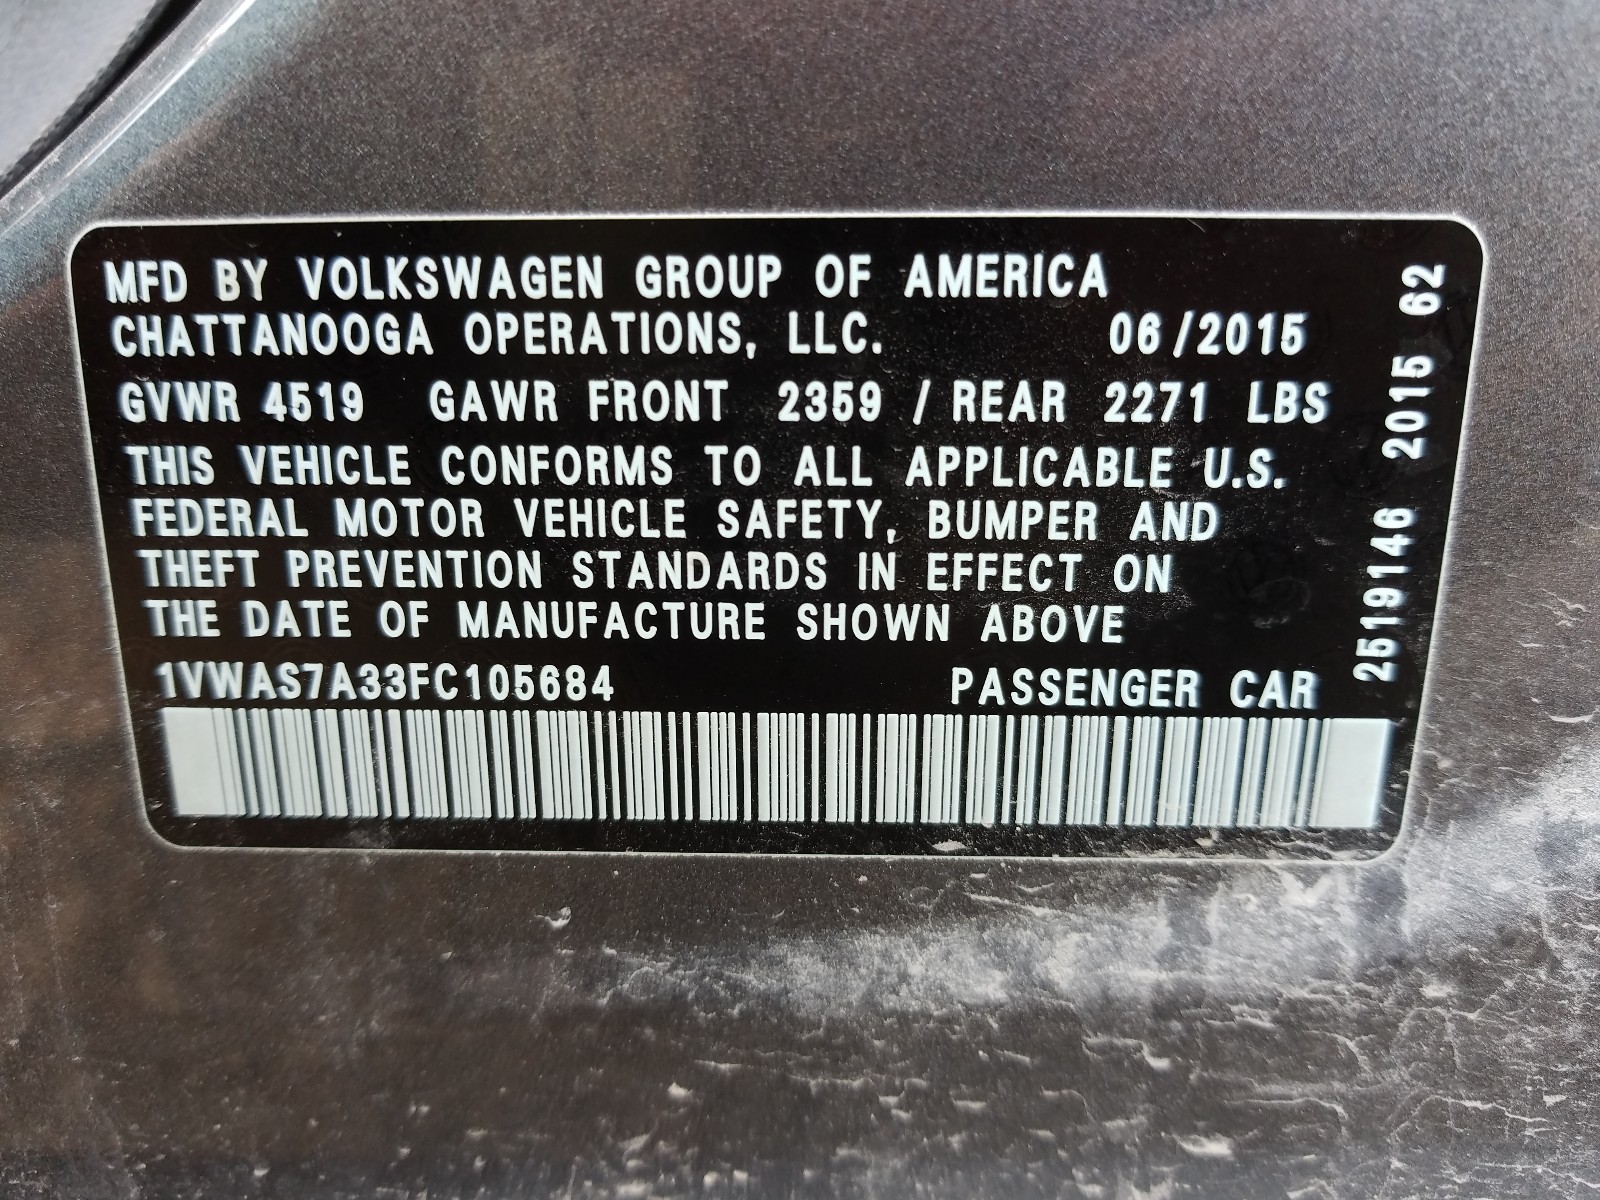 MFD BY VOLKSWAGEN GROUP OF AMERICA
CHATTANOOGA OPERATIONS, LLC. 06/2015
GVWR 4519 GAWR FRONT 2359 / REAR 2271 LBS
THIS VEHICLE CONFORMS TO ALL APPLICABLE U.S.
FEDERAL MOTOR VEHICLE SAFETY, BUMPER AND
THEFT PREVENTION STANDARDS IN EFFECT ON
THE DATE OF MANUFACTURE SHOWN ABOVE
1VWAS7A33FC105684 PASSENGER CAR
2519146 2015 62